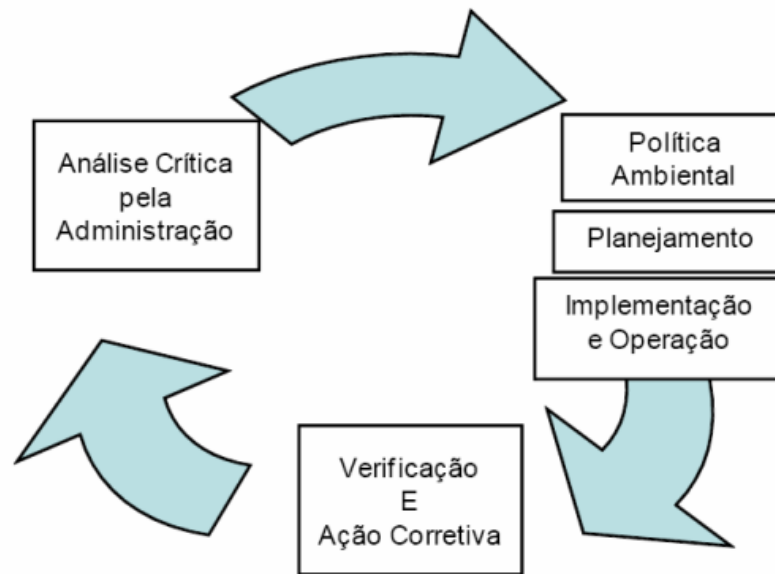 Análise Crítica
pela
Administração
Política
Ambiental
Planejamento
Implementação
e Operação
Verificação
E
Ação Corretiva